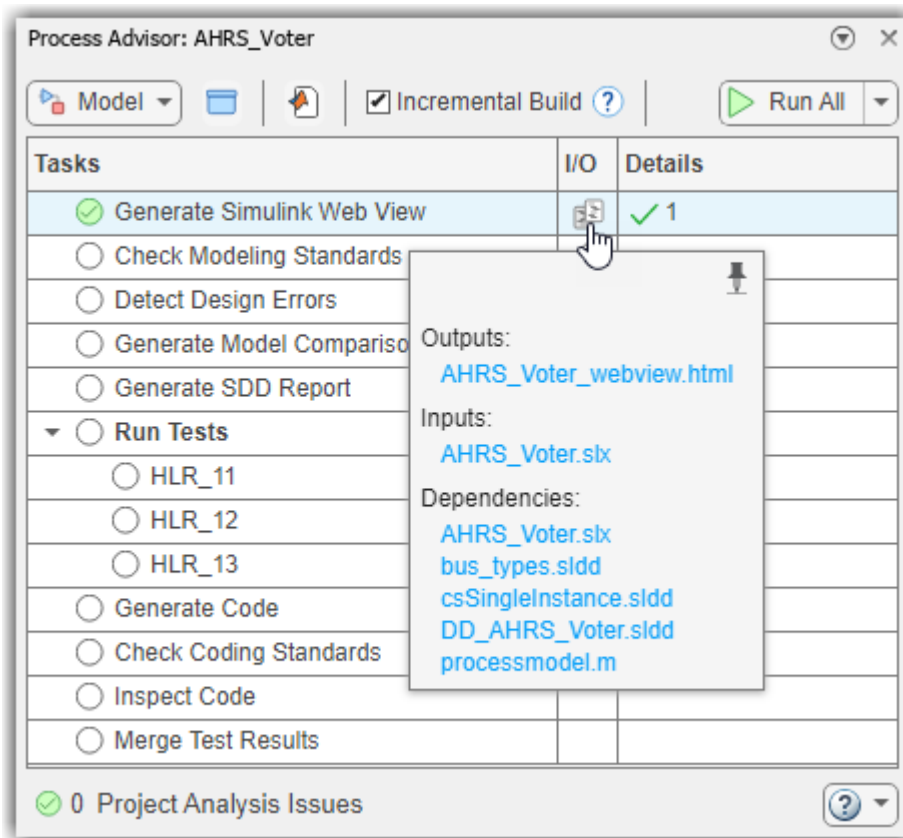 Process Advisor: AHRS_Voter
Model
Incremental Build ?
Run All
Tasks I/O Details
Generate Simulink Web View 1
Check Modeling Standards
Detect Design Errors
Generate Model Compariso
Generate SDD Report
Run Tests
HLR_11
HLR_12
HLR_13
Generate Code
Check Coding Standards
Inspect Code
Merge Test Results
Outputs:
AHRS_Voter_webview.html
Inputs:
AHRS_Voter.slx
Dependencies:
AHRS_Voter.slx
bus_types.sldd
csSingleInstance.sldd
DD_AHRS_Voter.sldd
processmodel.m
0 Project Analysis Issues ?